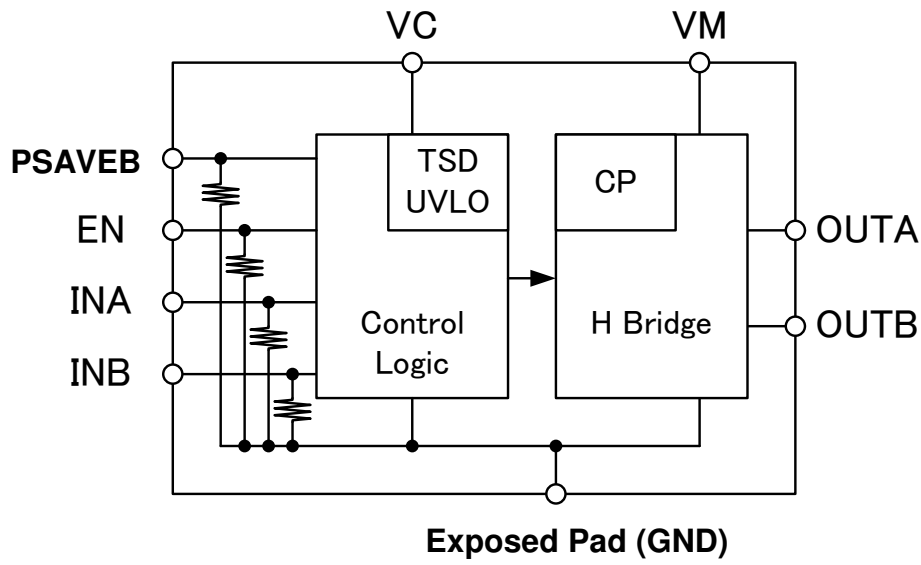 VC
VM
PSAVEB
TSD
UVLO
CP
EN
OUTA
INA
Control
Logic
H Bridge
OUTB
INB
Exposed Pad (GND)